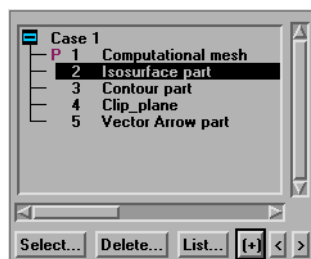 Case 1
P 1 Computational mesh
2 Isosurface part
3 Contour part
4 Clip_plane
5 Vector Arrow part
Select... Delete... List... (+) < >